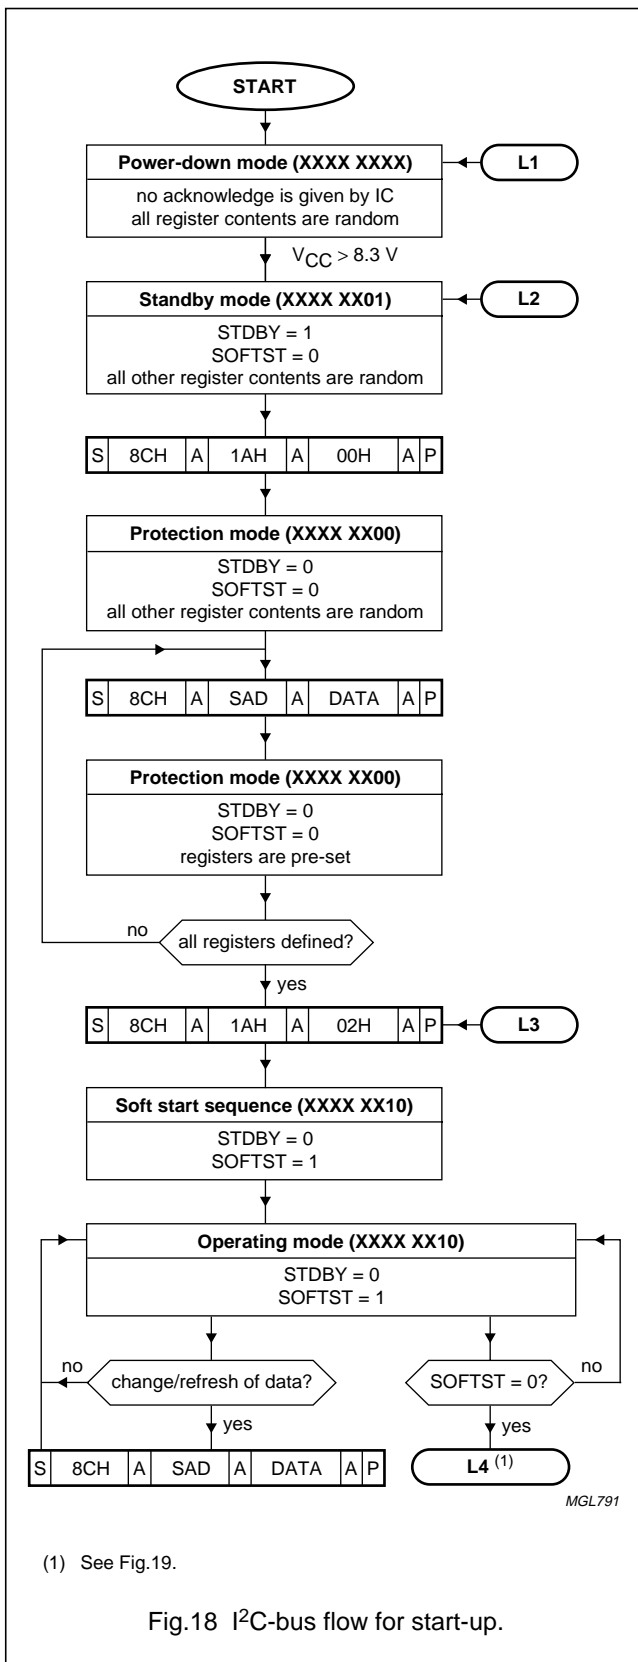 START
Power-down mode (XXXX XXXX)
L1
no acknowledge is given by IC
all register contents are random
VCC > 8.3 V
Standby mode (XXXX XX01)
L2
STDBY = 1
SOFTST = 0
all other register contents are random
S 8CH A 1AH A 00H A P
Protection mode (XXXX XX00)
STDBY = 0
SOFTST = 0
all other register contents are random
S 8CH A SAD A DATA A P
Protection mode (XXXX XX00)
STDBY = 0
SOFTST = 0
registers are pre-set
no
all registers defined?
yes
S 8CH A 1AH A 02H A P
L3
Soft start sequence (XXXX XX10)
STDBY = 0
SOFTST = 1
Operating mode (XXXX XX10)
STDBY = 0
SOFTST = 1
no
change/refresh of data?
SOFTST = 0?
no
yes
yes
S 8CH A SAD A DATA A P
L4 (1)
MGL791
(1) See Fig.19.
Fig.18 I²C-bus flow for start-up.